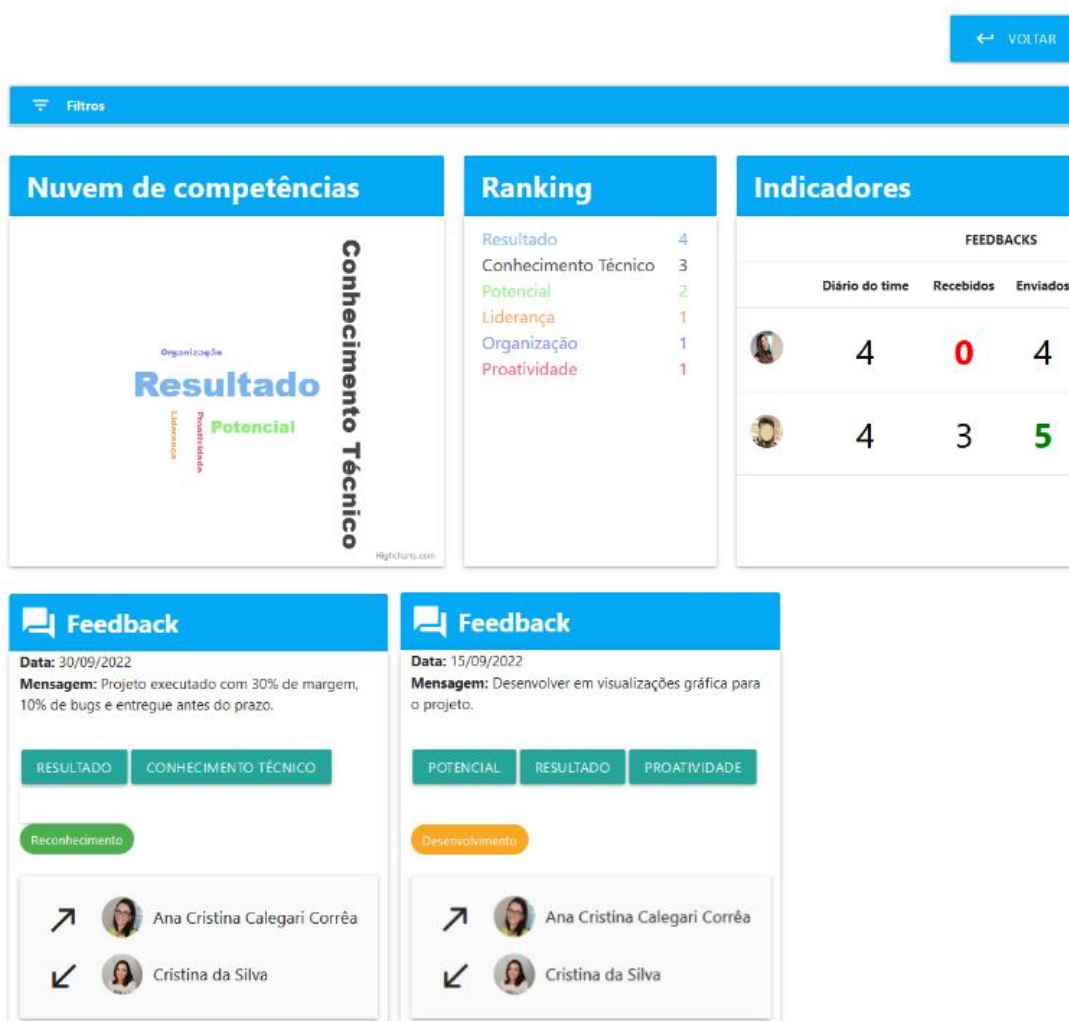 VOLTAR
Filtros
Nuvem de competências
Organização
Resultado
Liderança
Proatividade
Potencial
Conhecimento Técnico
Highcharts.com
Ranking
Resultado 4
Conhecimento Técnico 3
Potencial 2
Liderança 1
Organização 1
Proatividade 1
Indicadores
FEEDBACKS
Diário do time Recebidos Enviados
4 0 4
4 3 5
Feedback
Data: 30/09/2022
Mensagem: Projeto executado com 30% de margem,
10% de bugs e entregue antes do prazo.
RESULTADO CONHECIMENTO TÉCNICO
Reconhecimento
Ana Cristina Calegari Corrêa
Cristina da Silva
Feedback
Data: 15/09/2022
Mensagem: Desenvolver em visualizações gráfica para
o projeto.
POTENCIAL RESULTADO PROATIVIDADE
Desenvolvimento
Ana Cristina Calegari Corrêa
Cristina da Silva